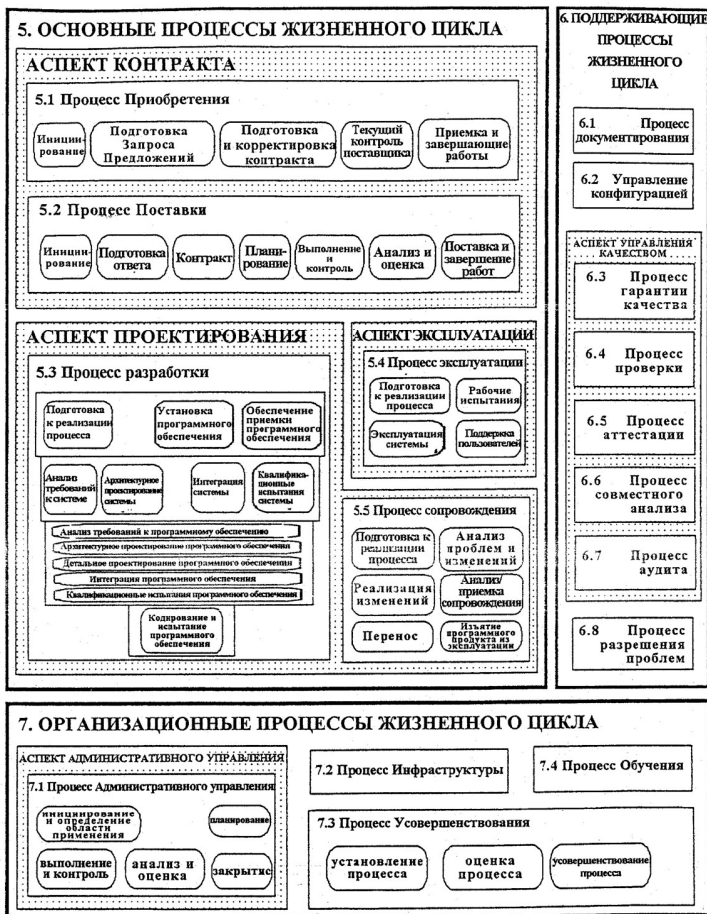 5. ОСНОВНЫЕ ПРОЦЕССЫ ЖИЗНЕННОГО ЦИКЛА
АСПЕКТ КОНТРАКТА
5.1 Процесс Приобретения
Иниции-
рование
Подготовка
Запроса
Предложений
Подготовка
и корректировка
контракта
Текущий
контроль
поставщика
Приемка и
завершающие
работы
5.2 Процесс Поставки
Иници-
рование
Подготовка
ответа
Контракт
Плани-
рование
Выполнение
и
контроль
Анализ и
оценка
Поставка и
завершение
работ
АСПЕКТ ПРОЕКТИРОВАНИЯ
5.3 Процесс разработки
Подготовка
к реализации
процесса
Установка
программного
обеспечения
Обеспечение
приемки
программного
обеспечения
Анализ
требований
к системе
Архитектурное
проектирование
системы
Интеграция
системы
Квалифика-
ционные
испытания
системы
Анализ требований к программному обеспечению
Архитектурное проектирование программного обеспечения
Детальное проектирование программного обеспечения
Интеграция программного обеспечения
Квалификационные испытания программного обеспечения
Кодирование и
испытание
программного
обеспечения
АСПЕКТ ЭКСПЛУАТАЦИИ
5.4 Процесс эксплуатации
Подготовка
к реализации
процесса
Рабочие
испытания
Эксплуатация
системы
Поддержка
пользователей
5.5 Процесс сопровождения
Подготовка к
реализации
процесса
Анализ
проблем и
изменений
Реализация
изменений
Анализ
приемка
сопровождения
Перенос
Изъятие
программного
продукта из
эксплуатации
6. ПОДДЕРЖИВАЮЩИЕ
ПРОЦЕССЫ
ЖИЗНЕННОГО
ЦИКЛА
6.1 Процесс
документирования
6.2 Управление
конфигурацией
АСПЕКТ УПРАВЛЕНИЯ
КАЧЕСТВОМ
6.3 Процесс
гарантии
качества
6.4 Процесс
проверки
6.5 Процесс
аттестации
6.6 Процесс
совместного
анализа
6.7 Процесс
аудита
6.8 Процесс
разрешения
проблем
7. ОРГАНИЗАЦИОННЫЕ ПРОЦЕССЫ ЖИЗНЕННОГО ЦИКЛА
АСПЕКТ АДМИНИСТРАТИВНОГО УПРАВЛЕНИЯ
7.1 Процесс Административного управления
инициирование
и определение
области
применения
планирование
выполнение
и контроль
анализ и
оценка
закрытие
7.2 Процесс Инфраструктуры
7.4 Процесс Обучения
7.3 Процесс Усовершенствования
установление
процесса
оценка
процесса
усовершенствование
процесса